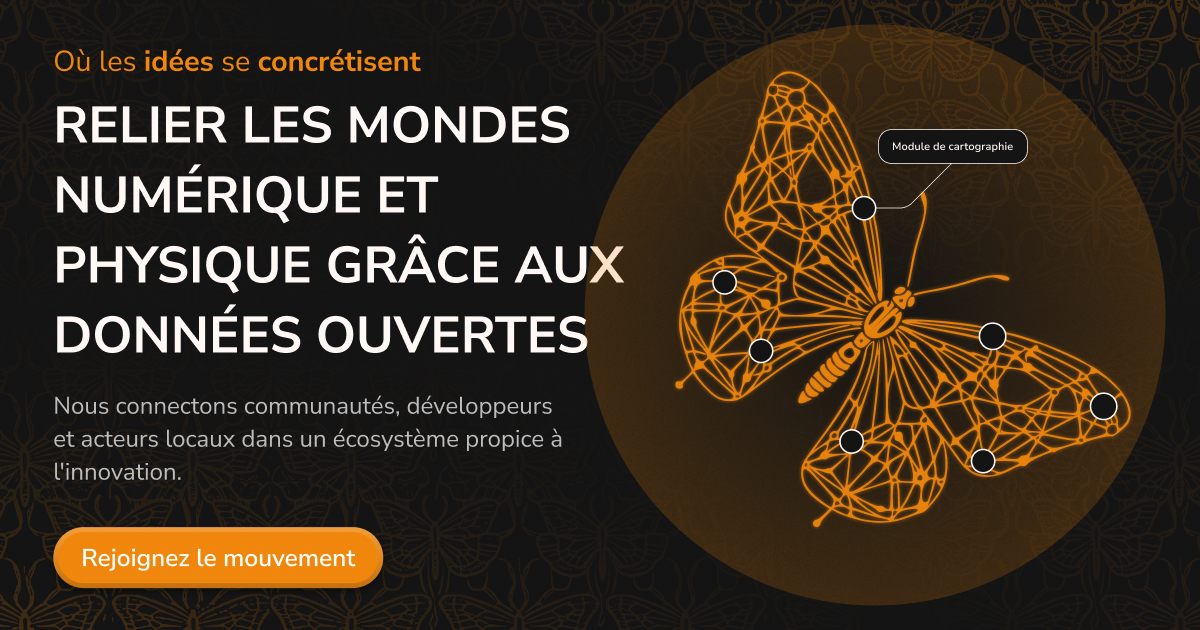 Où les idées se concrétisent
RELIER LES MONDES
NUMÉRIQUE ET
PHYSIQUE GRÂCE AUX
DONNÉES OUVERTES
Nous connectons communautés, développeurs
et acteurs locaux dans un écosystème propice à
l'innovation.
Rejoignez le mouvement
Module de cartographie